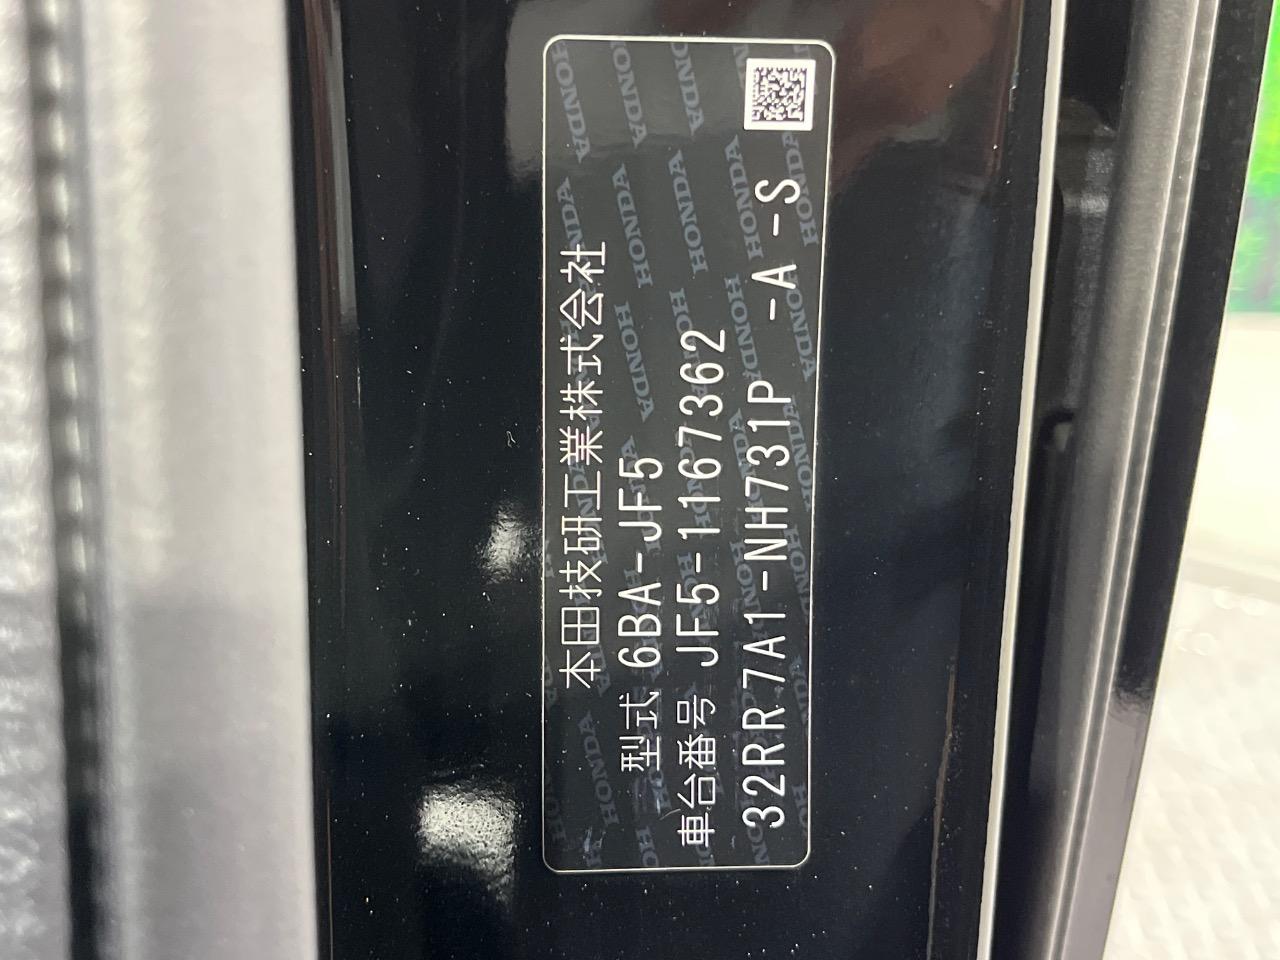 本田技研工業株式会社
型式 6BA-JF5
車台番号 JF5-1167362
32RR7A1-NH731P -A -S